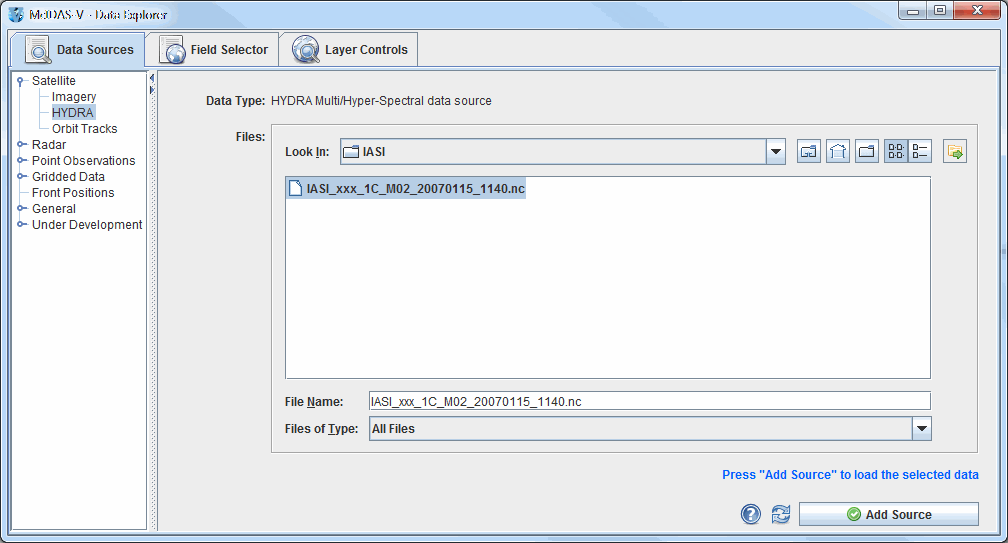 McIDAS-V - Data Explorer
Data Sources
Field Selector
Layer Controls
Satellite
Imagery
HYDRA
Orbit Tracks
Radar
Point Observations
Gridded Data
Front Positions
General
Under Development
Data Type: HYDRA Multi/Hyper-Spectral data source
Files:
Look In: IASI
IASI_xxx_1C_M02_20070115_1140.nc
File Name: IASI_xxx_1C_M02_20070115_1140.nc
Files of Type: All Files
Press "Add Source" to load the selected data
? Add Source